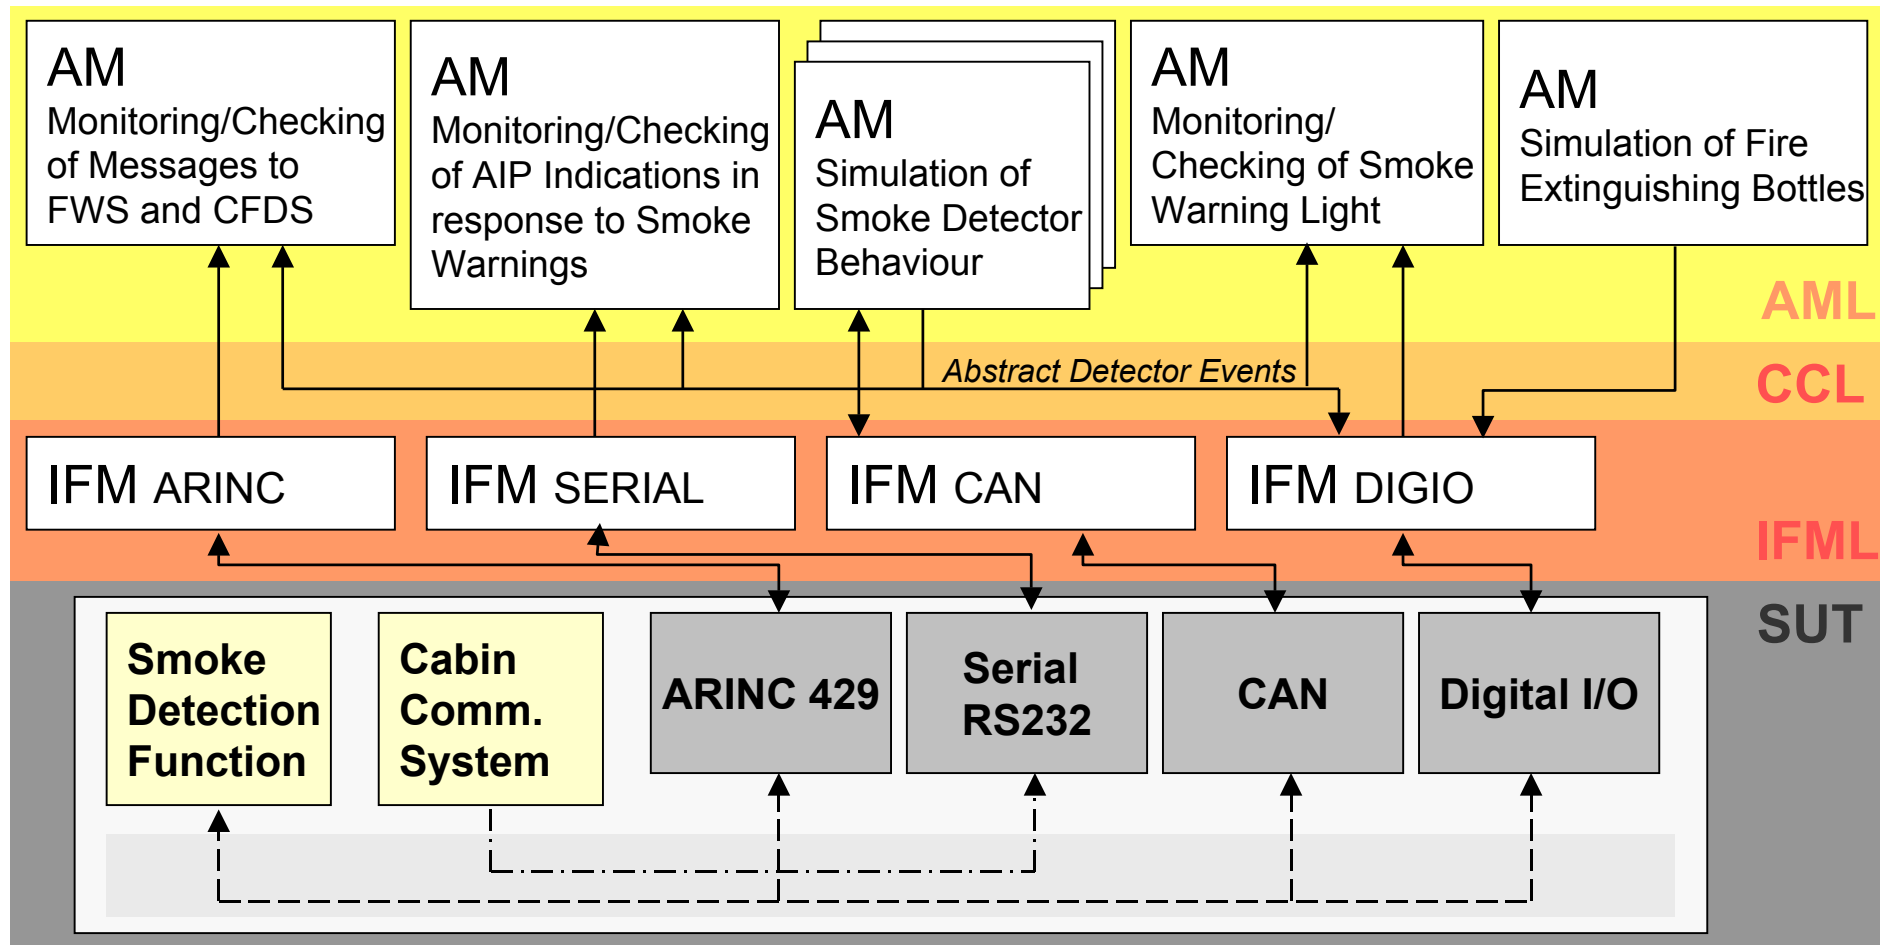 AM
Monitoring/Checking
of Messages to
FWS and CFDS
AM
Monitoring/Checking
of AIP Indications in
response to Smoke
Warnings
AM
Simulation of
Smoke Detector
Behaviour
AM
Monitoring/
Checking of Smoke
Warning Light
AM
Simulation of Fire
Extinguishing Bottles
AML
Abstract Detector Events
CCL
IFM ARINC
IFM SERIAL
IFM CAN
IFM DIGIO
IFML
SUT
Smoke
Detection
Function
Cabin
Comm.
System
ARINC 429
Serial
RS232
CAN
Digital I/O